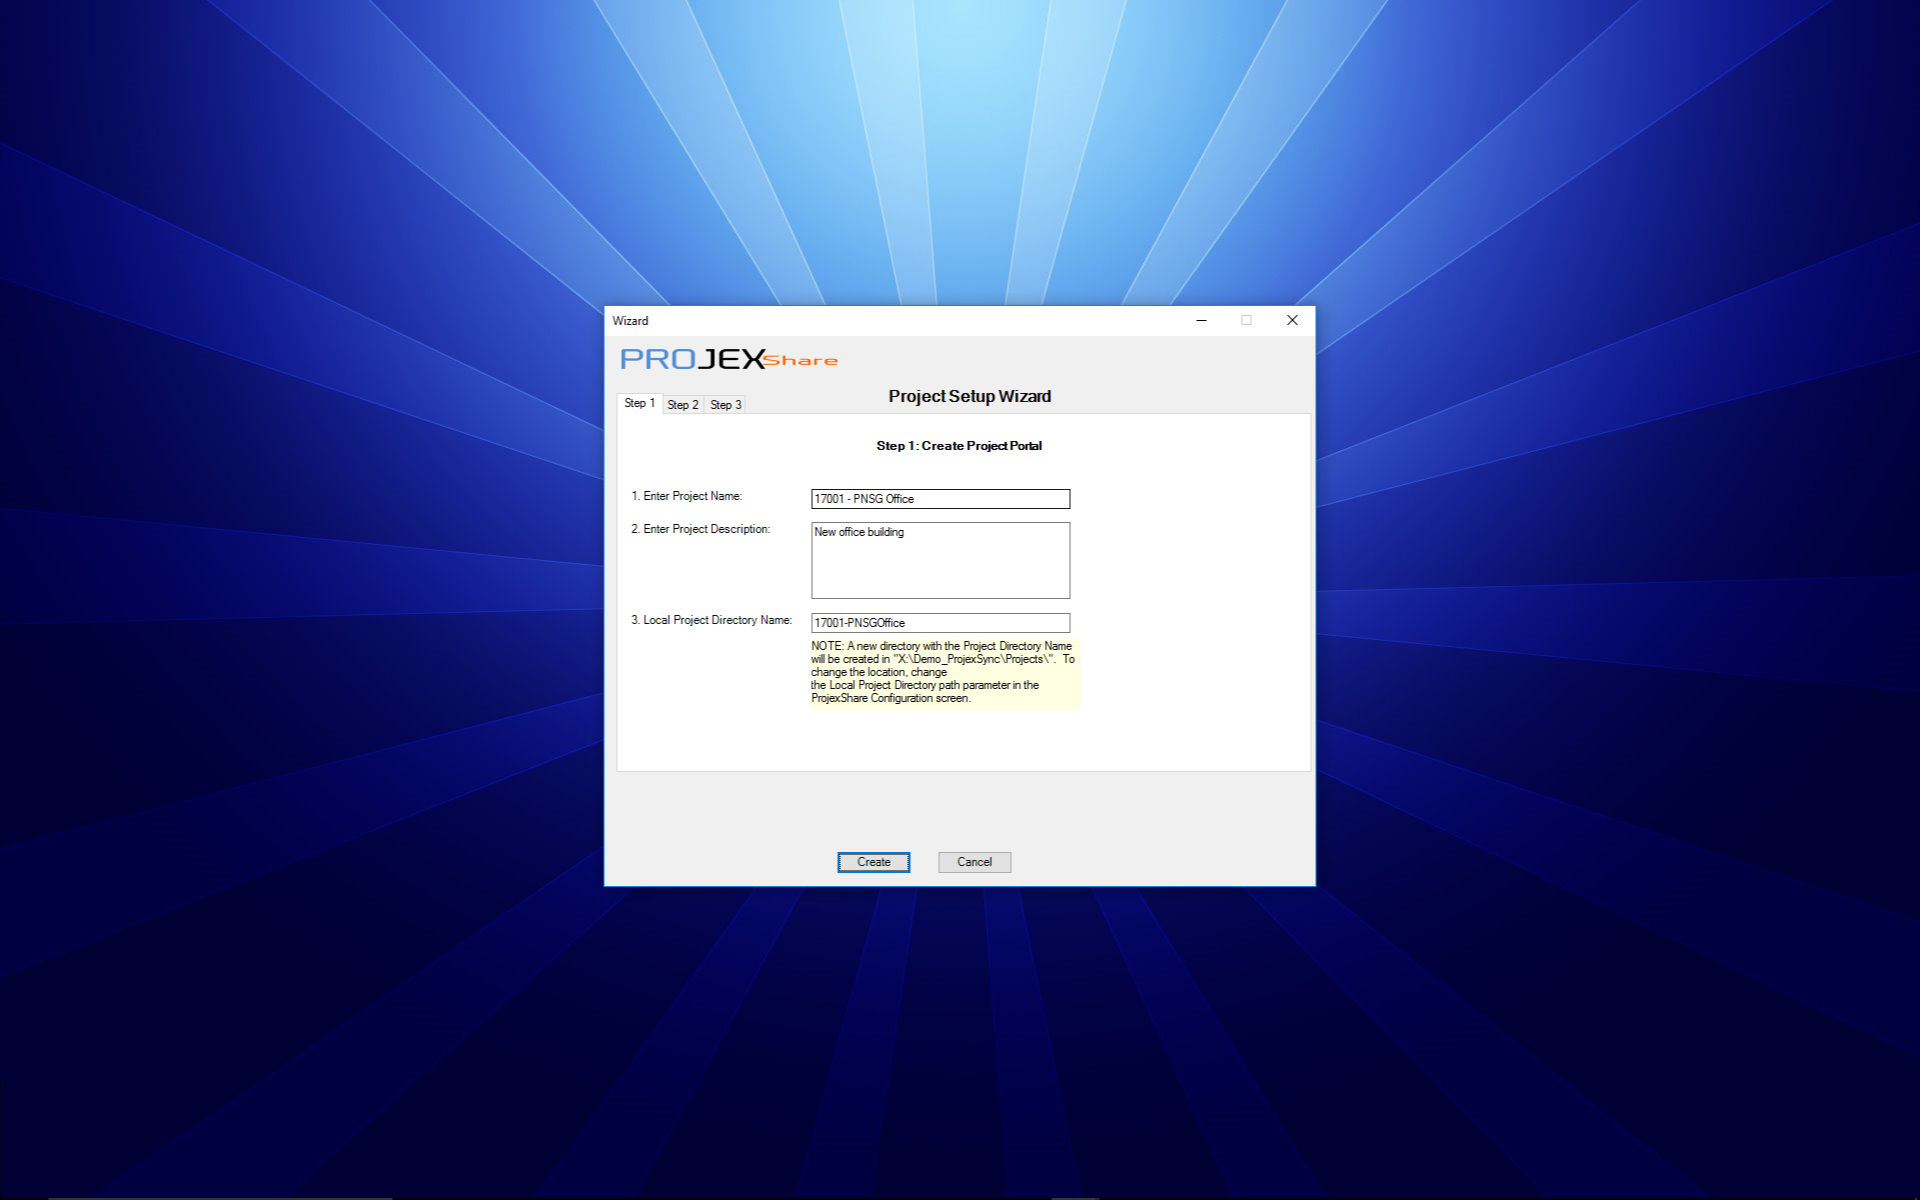 Wizard
PROJEXShare
Project Setup Wizard
Step 1 Step 2 Step 3
Step 1: Create Project Portal
1. Enter Project Name:
17001 - PNSG Office
2. Enter Project Description:
New office building
3. Local Project Directory Name:
17001-PNSGOffice
NOTE: A new directory with the Project Directory Name
will be created in "X:\Demo_ProjexSync\Projects\".  To
change the location, change
the Local Project Directory path parameter in the
ProjexShare Configuration screen.
Create Cancel